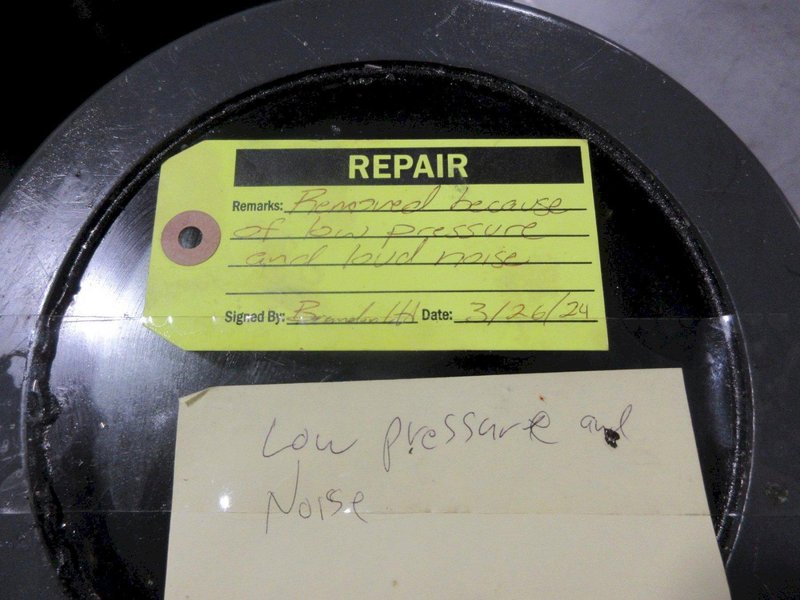 REPAIR
Remarks: Removed because
of low pressure
and loud noise
Signed By: Brandon Date: 3/26/24
Low pressure and
Noise